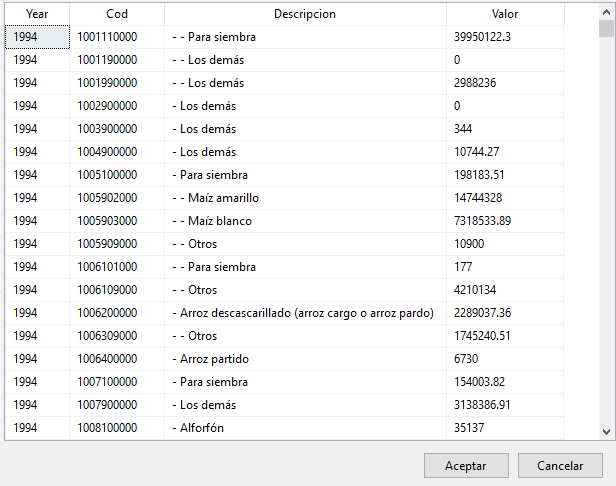 Year Cod Descripcion Valor
1994 1001110000 - - Para siembra 39950122.3
1994 1001190000 - - Los demás 0
1994 1001990000 - - Los demás 2988236
1994 1002900000 - Los demás 0
1994 1003900000 - Los demás 344
1994 1004900000 - Los demás 10744.27
1994 1005100000 - Para siembra 198183.51
1994 1005902000 - - Maíz amarillo 14744328
1994 1005903000 - - Maíz blanco 7318533.89
1994 1005909000 - - Otros 10900
1994 1006101000 - - Para siembra 177
1994 1006109000 - - Otros 4210134
1994 1006200000 - Arroz descascarillado (arroz cargo o arroz pardo) 2289037.36
1994 1006309000 - - Otros 1745240.51
1994 1006400000 - Arroz partido 6730
1994 1007100000 - Para siembra 154003.82
1994 1007900000 - Los demás 3138386.91
1994 1008100000 - Alforfón 35137
Aceptar Cancelar